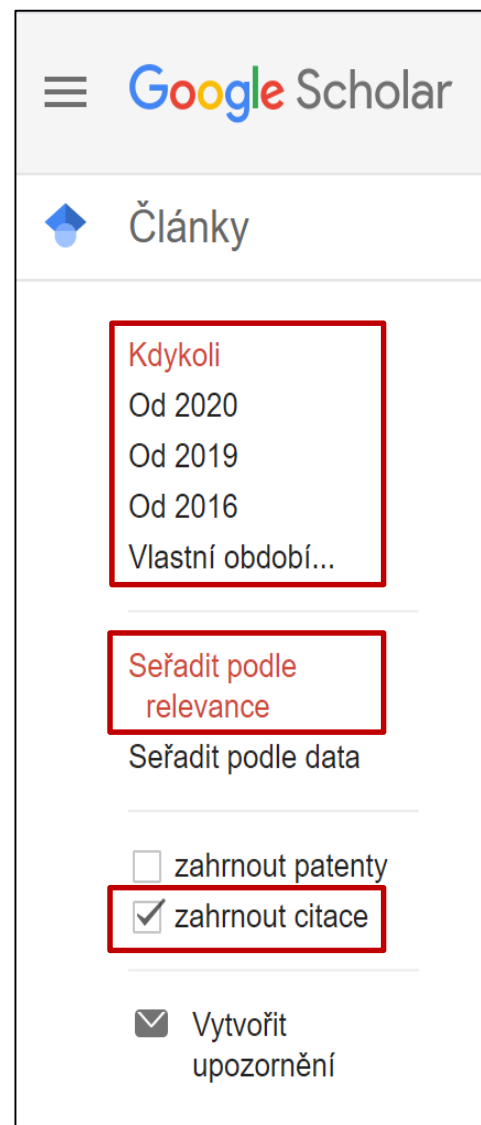 Google Scholar
Články
Kdykoli
Od 2020
Od 2019
Od 2016
Vlastní období...
Seřadit podle
relevance
Seřadit podle data
zahrnout patenty
zahrnout citace
Vytvořit
upozornění